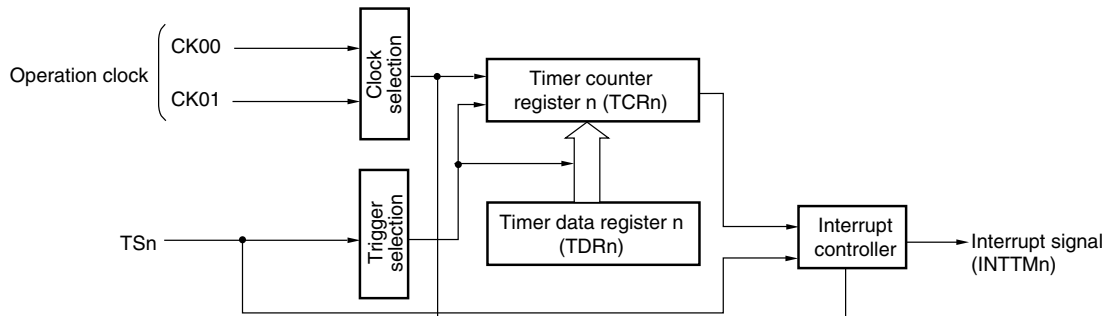 Operation clock
CK00
CK01
Clock
selection
Timer counter
register n (TCRn)
TSn
Trigger
selection
Timer data register n
(TDRn)
Interrupt
controller
Interrupt signal
(INTTMn)